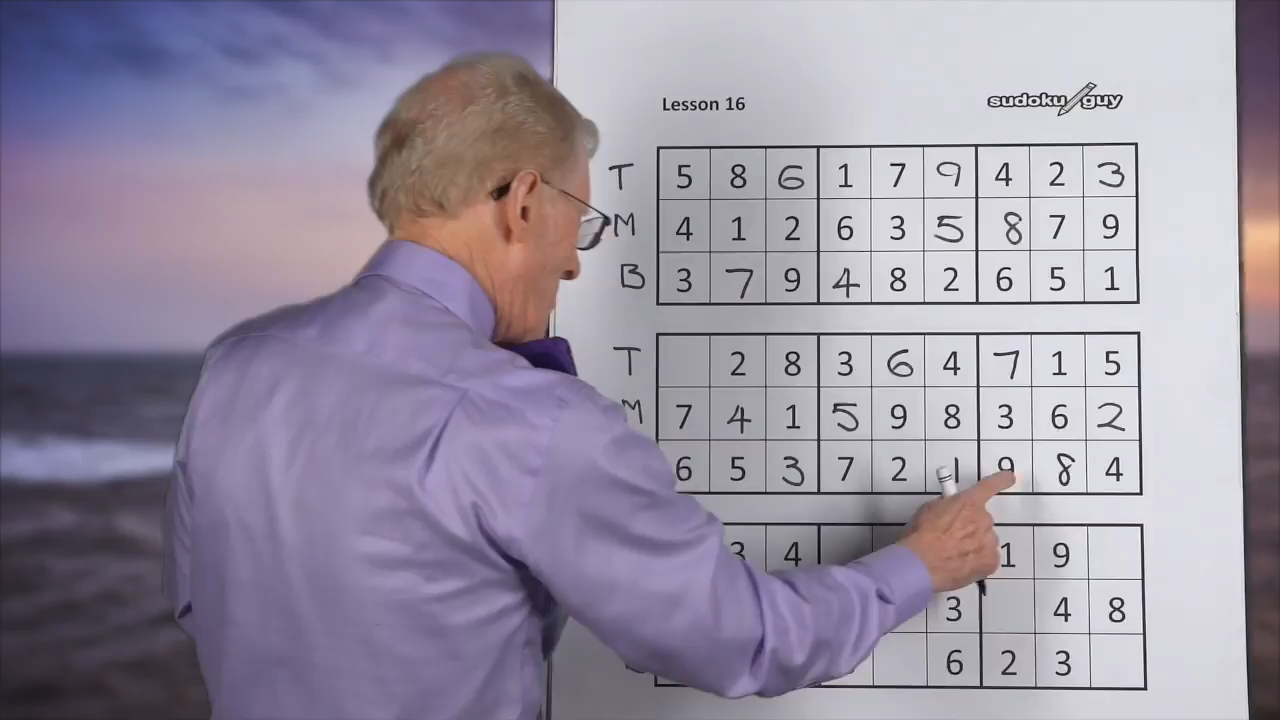 Lesson 16
sudoku guy
T 5 8 6 1 7 9 4 2 3
M 4 1 2 6 3 5 8 7 9
B 3 7 9 4 8 2 6 5 1
T 2 8 3 6 4 7 1 5
M 7 4 1 5 9 8 3 6 2
6 5 3 7 2 1 9 8 4
3 4 1 9
3 4 8
6 2 3